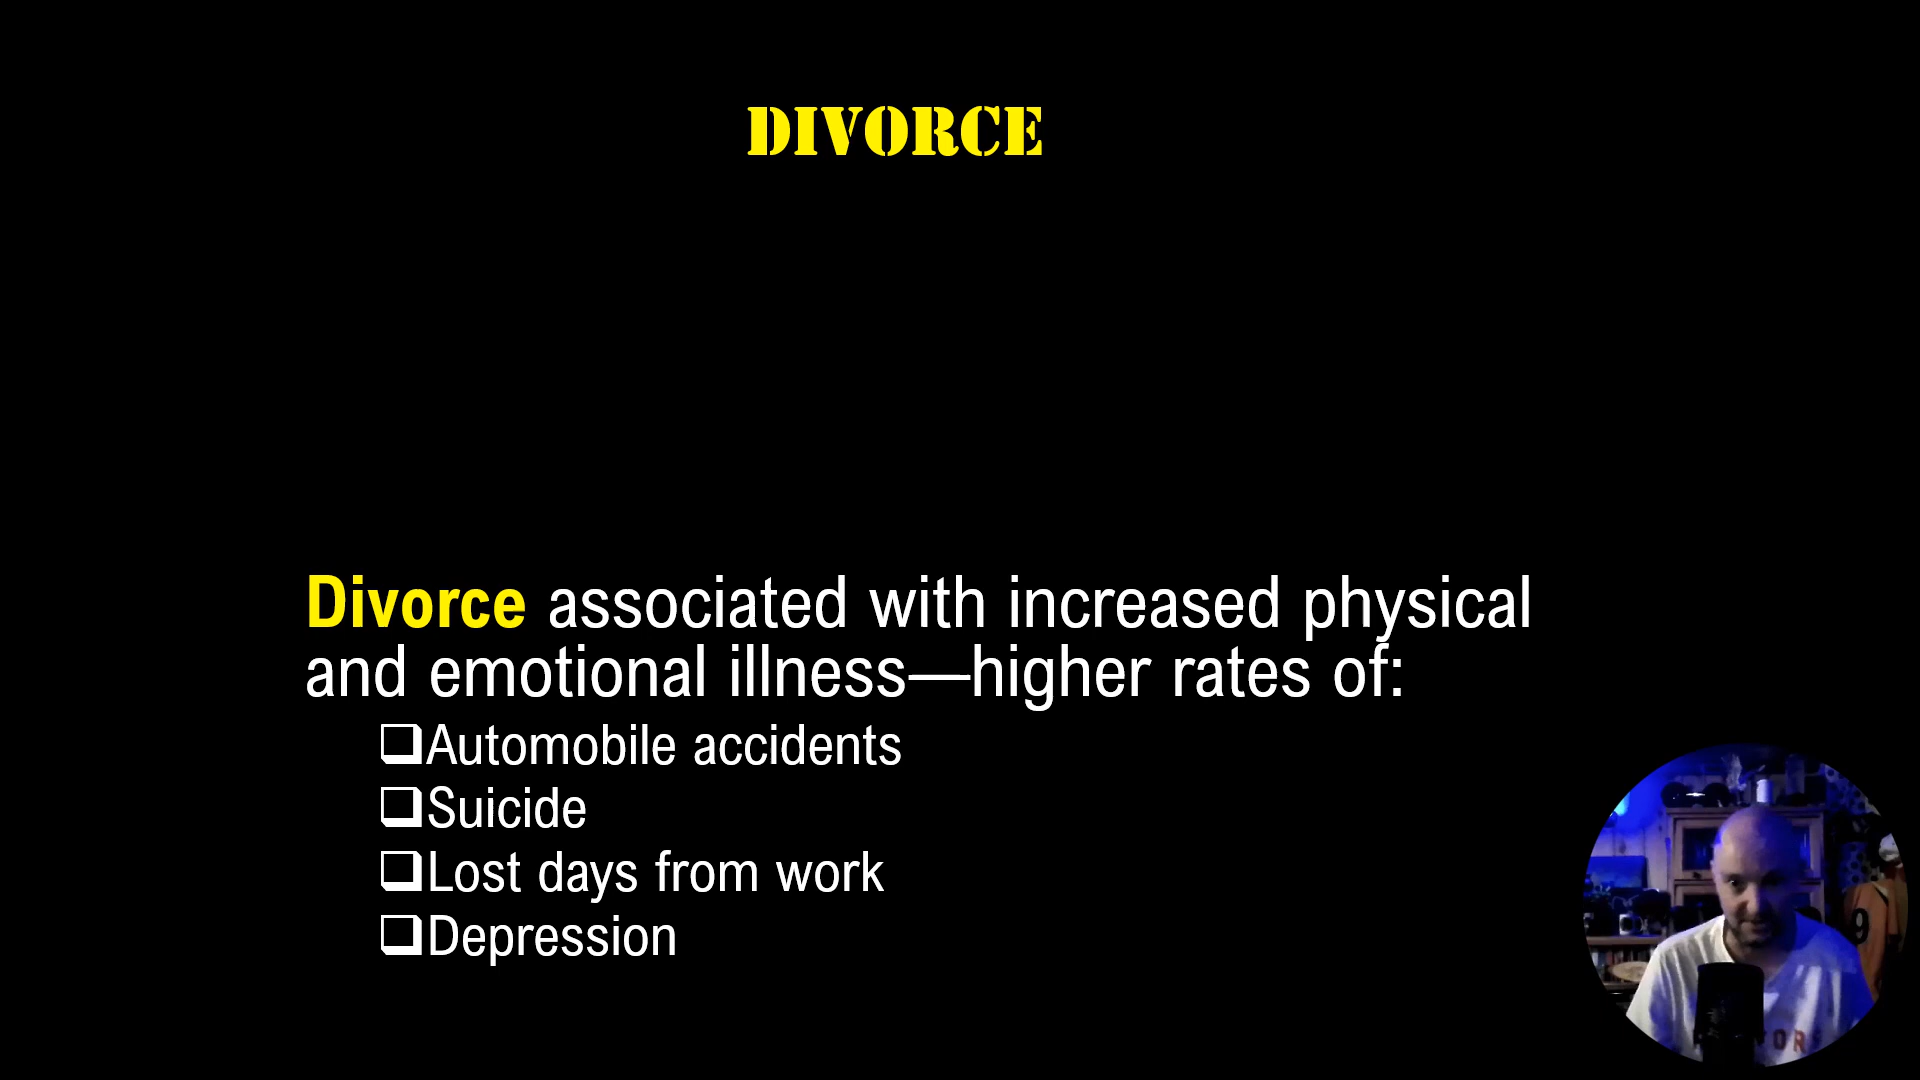 DIVORCE
Divorce associated with increased physical
and emotional illness—higher rates of:
❑Automobile accidents
❑Suicide
❑Lost days from work
❑Depression
9